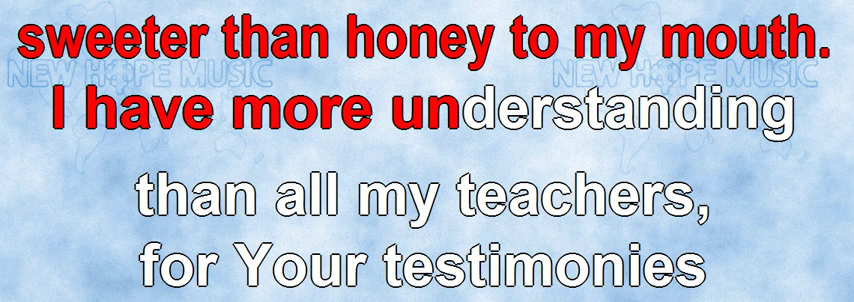 sweeter than honey to my mouth.
NEW HOPE MUSIC NEW HOPE MUSIC
I have more understanding
than all my teachers,
for Your testimonies